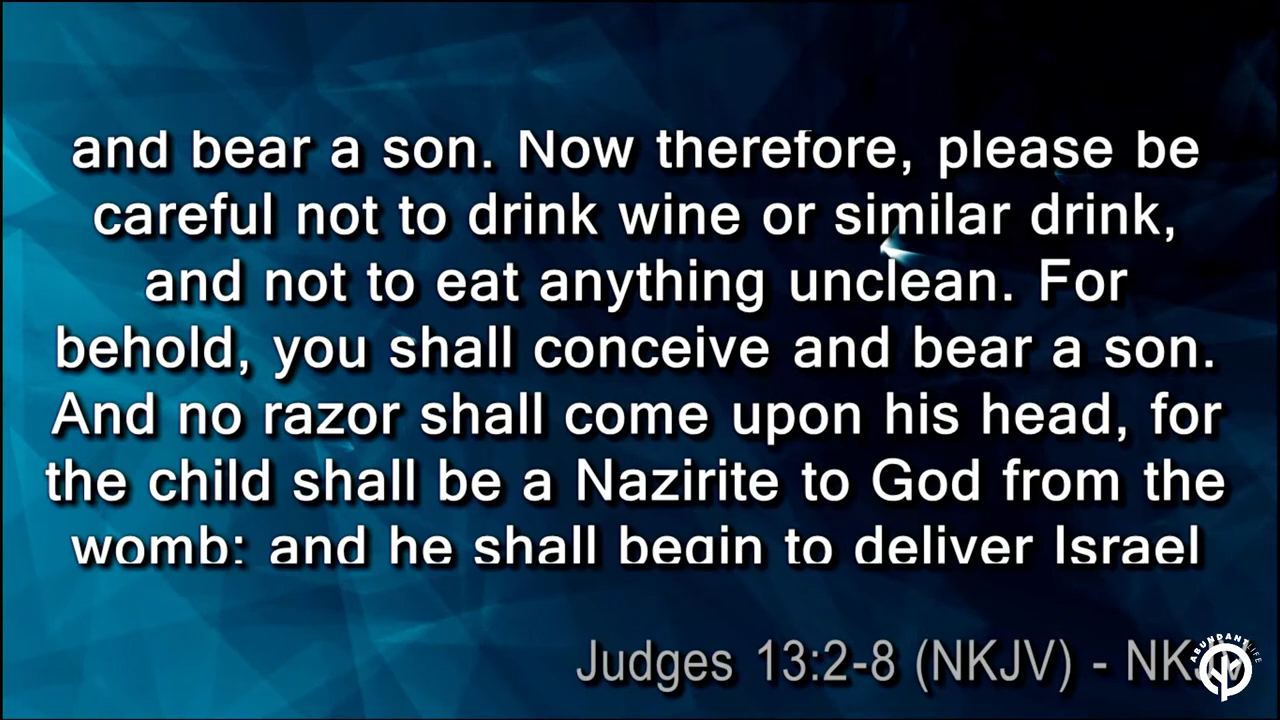 and bear a son. Now therefore, please be
careful not to drink wine or similar drink,
and not to eat anything unclean. For
behold, you shall conceive and bear a son.
And no razor shall come upon his head, for
the child shall be a Nazirite to God from the
womb; and he shall begin to deliver Israel
Judges 13:2-8 (NKJV) - NKJV
ABUNDANT LIFE